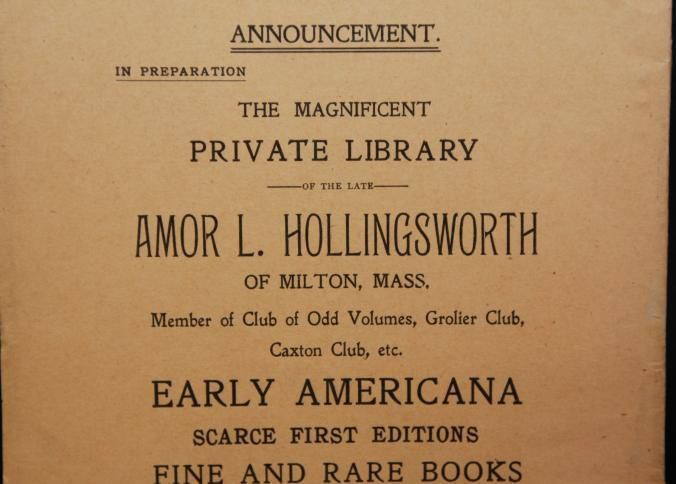 ANNOUNCEMENT.
IN PREPARATION
THE MAGNIFICENT
PRIVATE LIBRARY
OF THE LATE
AMOR L. HOLLINGSWORTH
OF MILTON, MASS.
Member of Club of Odd Volumes, Grolier Club,
Caxton Club, etc.
EARLY AMERICANA
SCARCE FIRST EDITIONS
FINE AND RARE BOOKS